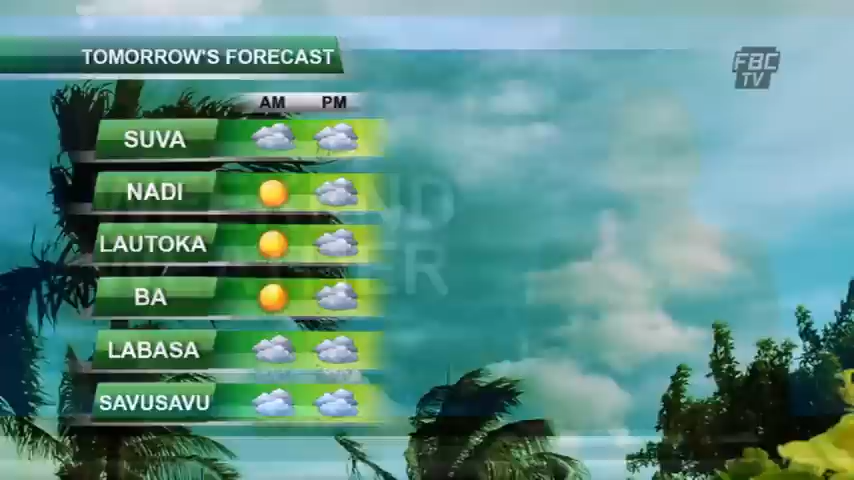 TOMORROW'S FORECAST
FBC
TV
AM PM
SUVA
NADI
LAUTOKA
BA
LABASA
SAVUSAVU